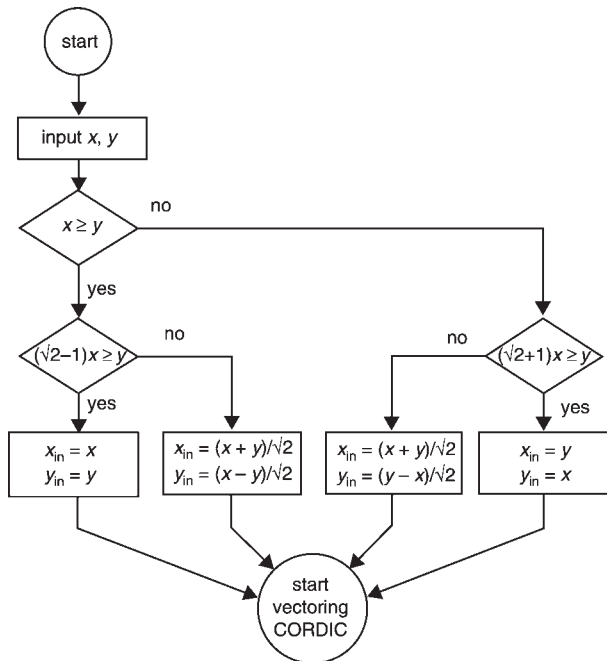 start
input x, y
x ≥ y
no
yes
(√2−1)x ≥ y
no
yes
no
(√2+1)x ≥ y
yes
x_in = x
y_in = y
x_in = (x + y)/√2
y_in = (x − y)/√2
x_in = (x + y)/√2
y_in = (y − x)/√2
x_in = y
y_in = x
start
vectoring
CORDIC